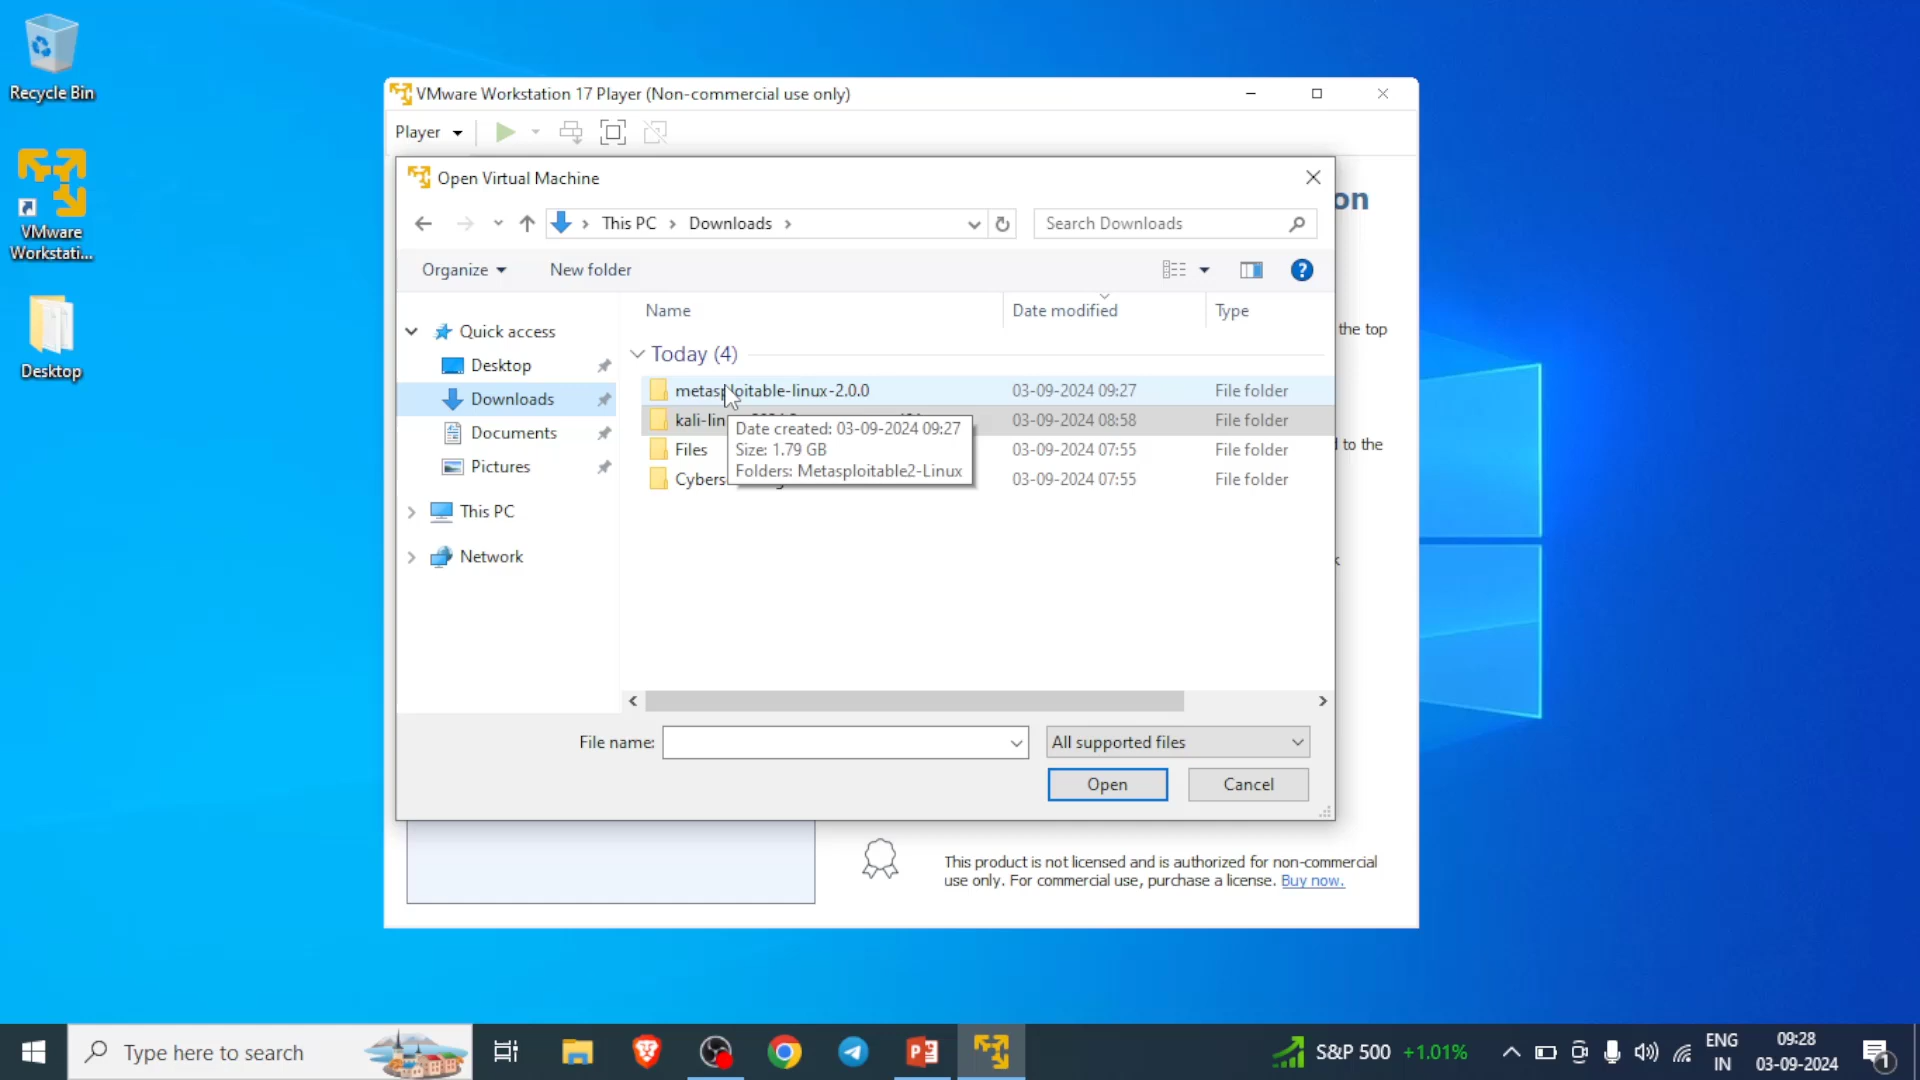 Recycle Bin
VMware
Workstati...
Desktop
VMware Workstation 17 Player (Non-commercial use only)
Player
on
the top
to the
Open Virtual Machine
This PC
Downloads
Search Downloads
Organize
New folder
?
Name
Date modified
Type
Quick access
Desktop
Downloads
Documents
Pictures
This PC
Network
Today (4)
metasploitable-linux-2.0.0 03-09-2024 09:27 File folder
kali-lin 03-09-2024 08:58 File folder
Files 03-09-2024 07:55 File folder
Cybers 03-09-2024 07:55 File folder
Date created: 03-09-2024 09:27
Size: 1.79 GB
Folders: Metasploitable2-Linux
File name:
All supported files
Open
Cancel
This product is not licensed and is authorized for non-commercial
use only. For commercial use, purchase a license. Buy now.
Type here to search
S&P 500 +1.01%
ENG
IN
09:28
03-09-2024
1